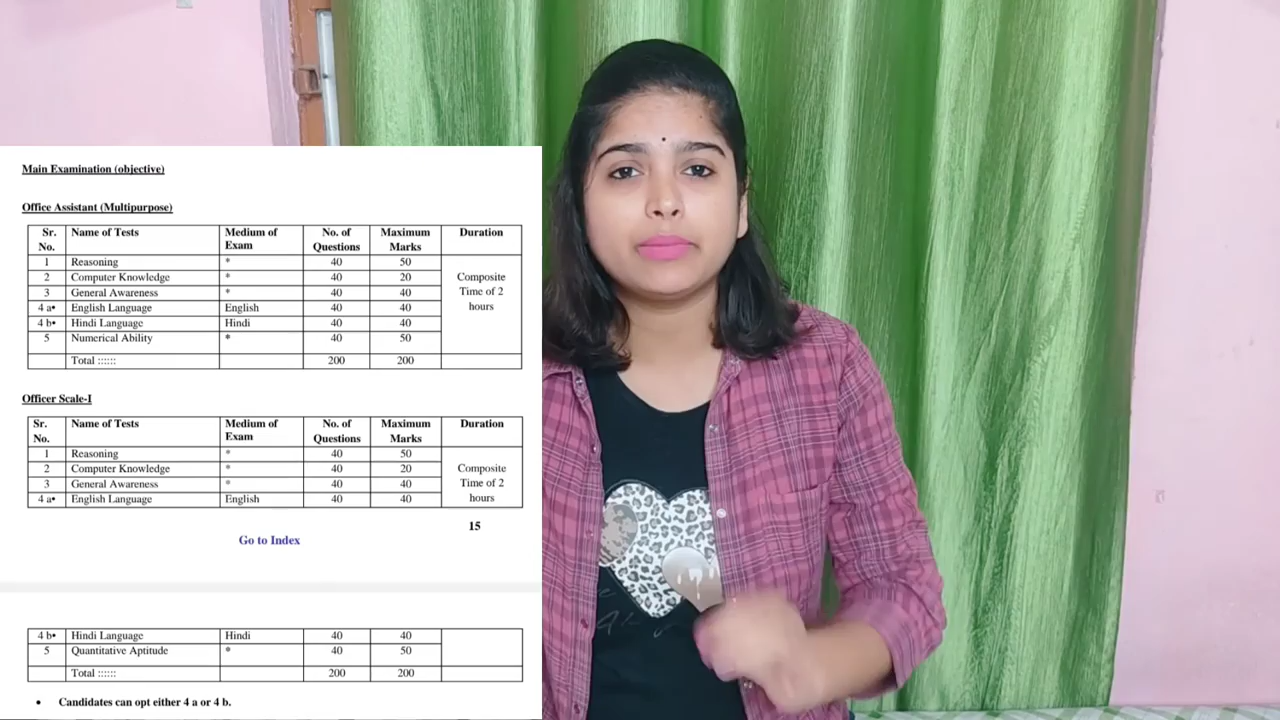 Main Examination (objective)
Office Assistant (Multipurpose)
Sr. No. Name of Tests Medium of Exam No. of Questions Maximum Marks Duration
1 Reasoning * 40 50 Composite Time of 2 hours
2 Computer Knowledge * 40 20
3 General Awareness * 40 40
4 a• English Language English 40 40
4 b• Hindi Language Hindi 40 40
5 Numerical Ability * 40 50
Total :::::: 200 200
Officer Scale-I
Sr. No. Name of Tests Medium of Exam No. of Questions Maximum Marks Duration
1 Reasoning * 40 50 Composite Time of 2 hours
2 Computer Knowledge * 40 20
3 General Awareness * 40 40
4 a• English Language English 40 40
15
Go to Index
4 b• Hindi Language Hindi 40 40
5 Quantitative Aptitude * 40 50
Total :::::: 200 200
• Candidates can opt either 4 a or 4 b.